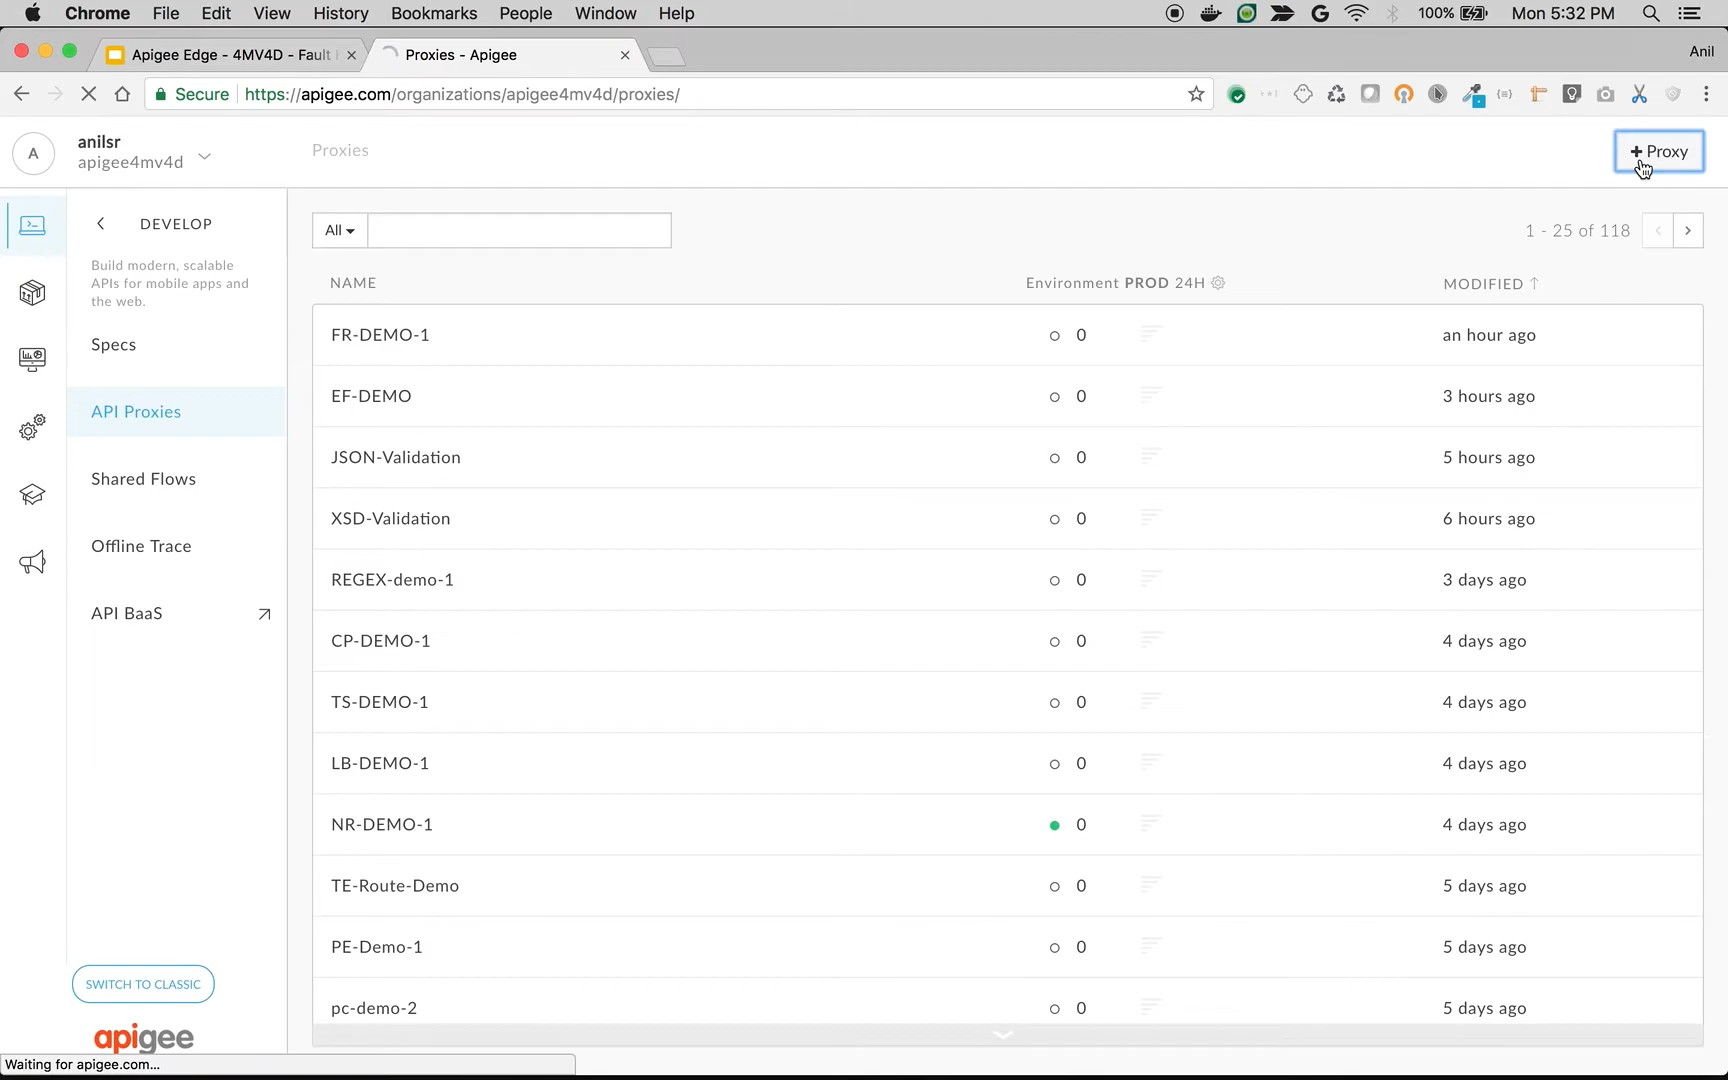 Chrome File Edit View History Bookmarks People Window Help 100% Mon 5:32 PM
Apigee Edge - 4MV4D - Fault Proxies - Apigee Anil
Secure https://apigee.com/organizations/apigee4mv4d/proxies/
A anilsr
apigee4mv4d
Proxies
+ Proxy
DEVELOP
Build modern, scalable
APIs for mobile apps and
the web.
Specs
API Proxies
Shared Flows
Offline Trace
API BaaS
SWITCH TO CLASSIC
apigee
All
1 - 25 of 118
NAME Environment PROD 24H MODIFIED ↑
FR-DEMO-1 0 an hour ago
EF-DEMO 0 3 hours ago
JSON-Validation 0 5 hours ago
XSD-Validation 0 6 hours ago
REGEX-demo-1 0 3 days ago
CP-DEMO-1 0 4 days ago
TS-DEMO-1 0 4 days ago
LB-DEMO-1 0 4 days ago
NR-DEMO-1 0 4 days ago
TE-Route-Demo 0 5 days ago
PE-Demo-1 0 5 days ago
pc-demo-2 0 5 days ago
Waiting for apigee.com...